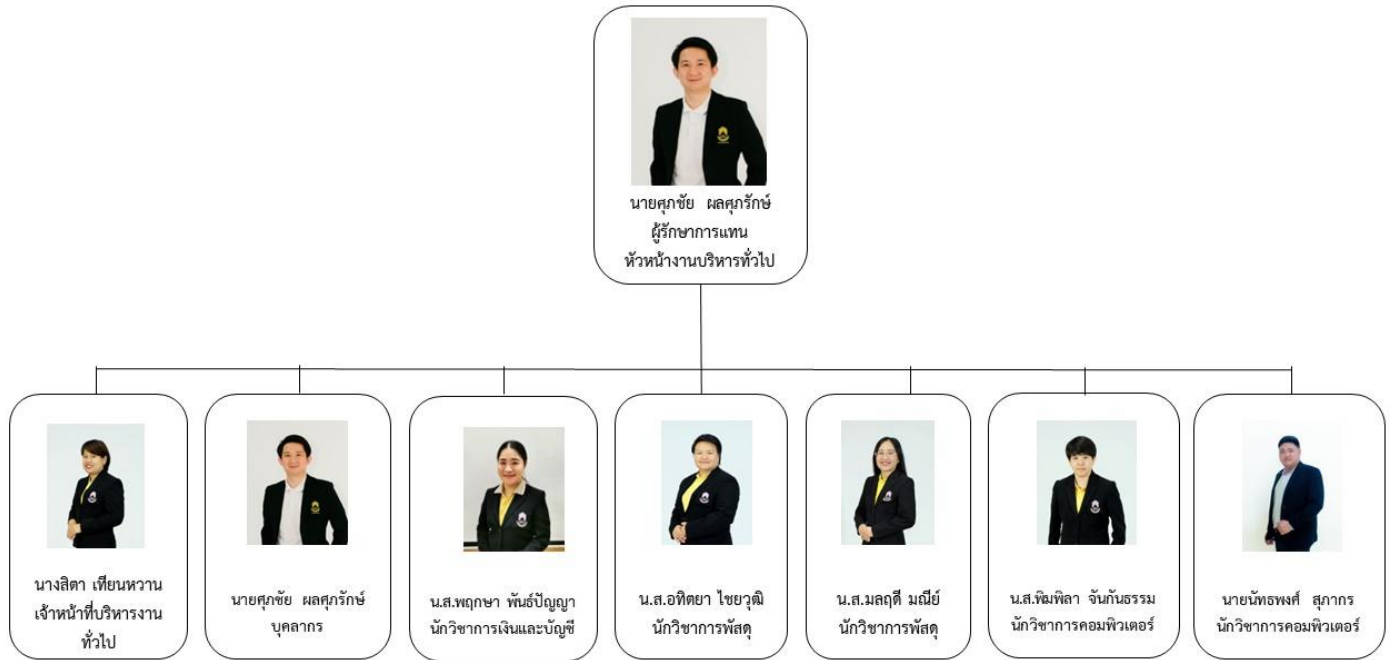 นายศุภชัย ผลศุภรักษ์
ผู้รักษาการแทน
หัวหน้างานบริหารทั่วไป
นางสิตา เทียนหวาน
เจ้าหน้าที่บริหารงาน
ทั่วไป
นายศุภชัย ผลศุภรักษ์
บุคลากร
น.ส.พฤกษา พันธ์ปัญญา
นักวิชาการเงินและบัญชี
น.ส.อทิตยา ไชยวุฒิ
นักวิชาการพัสดุ
น.ส.มลฤดี มณีย์
นักวิชาการพัสดุ
น.ส.พิมพิลา จันกันธรรม
นักวิชาการคอมพิวเตอร์
นายนัทธพงศ์ สุภากร
นักวิชาการคอมพิวเตอร์